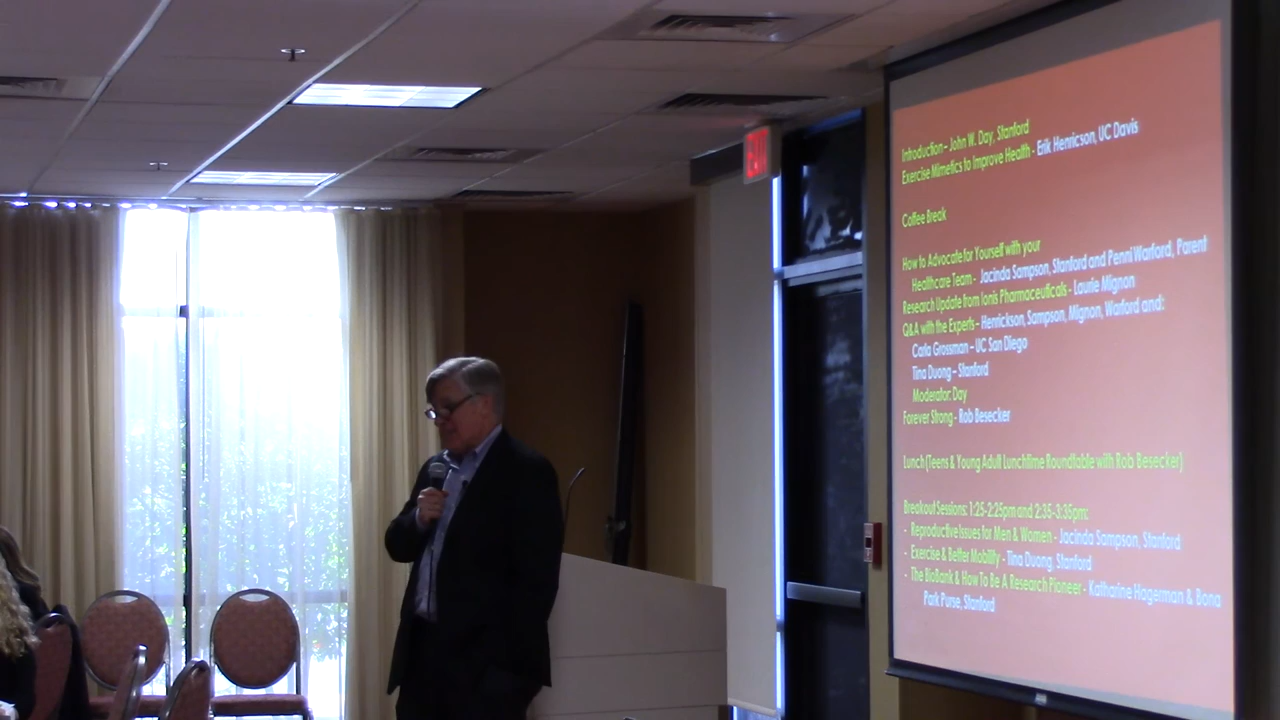 EXIT
Introduction - John W. Day, Stanford
Exercise Mimetics to Improve Health - Erik Henricson, UC Davis
Coffee Break
How to Advocate for Yourself with your
Healthcare Team - Jacinda Sampson, Stanford and Penni Warford, Parent
Research Update from Ionis Pharmaceuticals - Laurie Mignon
Q&A with the Experts - Henrickson, Sampson, Mignon, Warford and:
Carla Grossman - UC San Diego
Tina Duong - Stanford
Moderator: Day
Forever Strong - Rob Besecker
Lunch (Teens & Young Adult Lunchtime Roundtable with Rob Besecker)
Breakout Sessions: 1:25-2:25pm and 2:35-3:35pm:
- Reproductive Issues for Men & Women - Jacinda Sampson, Stanford
- Exercise & Better Mobility - Tina Duong, Stanford
- The BioBank & How To Be A Research Pioneer - Katharine Hagerman & Bona
Park Purse, Stanford